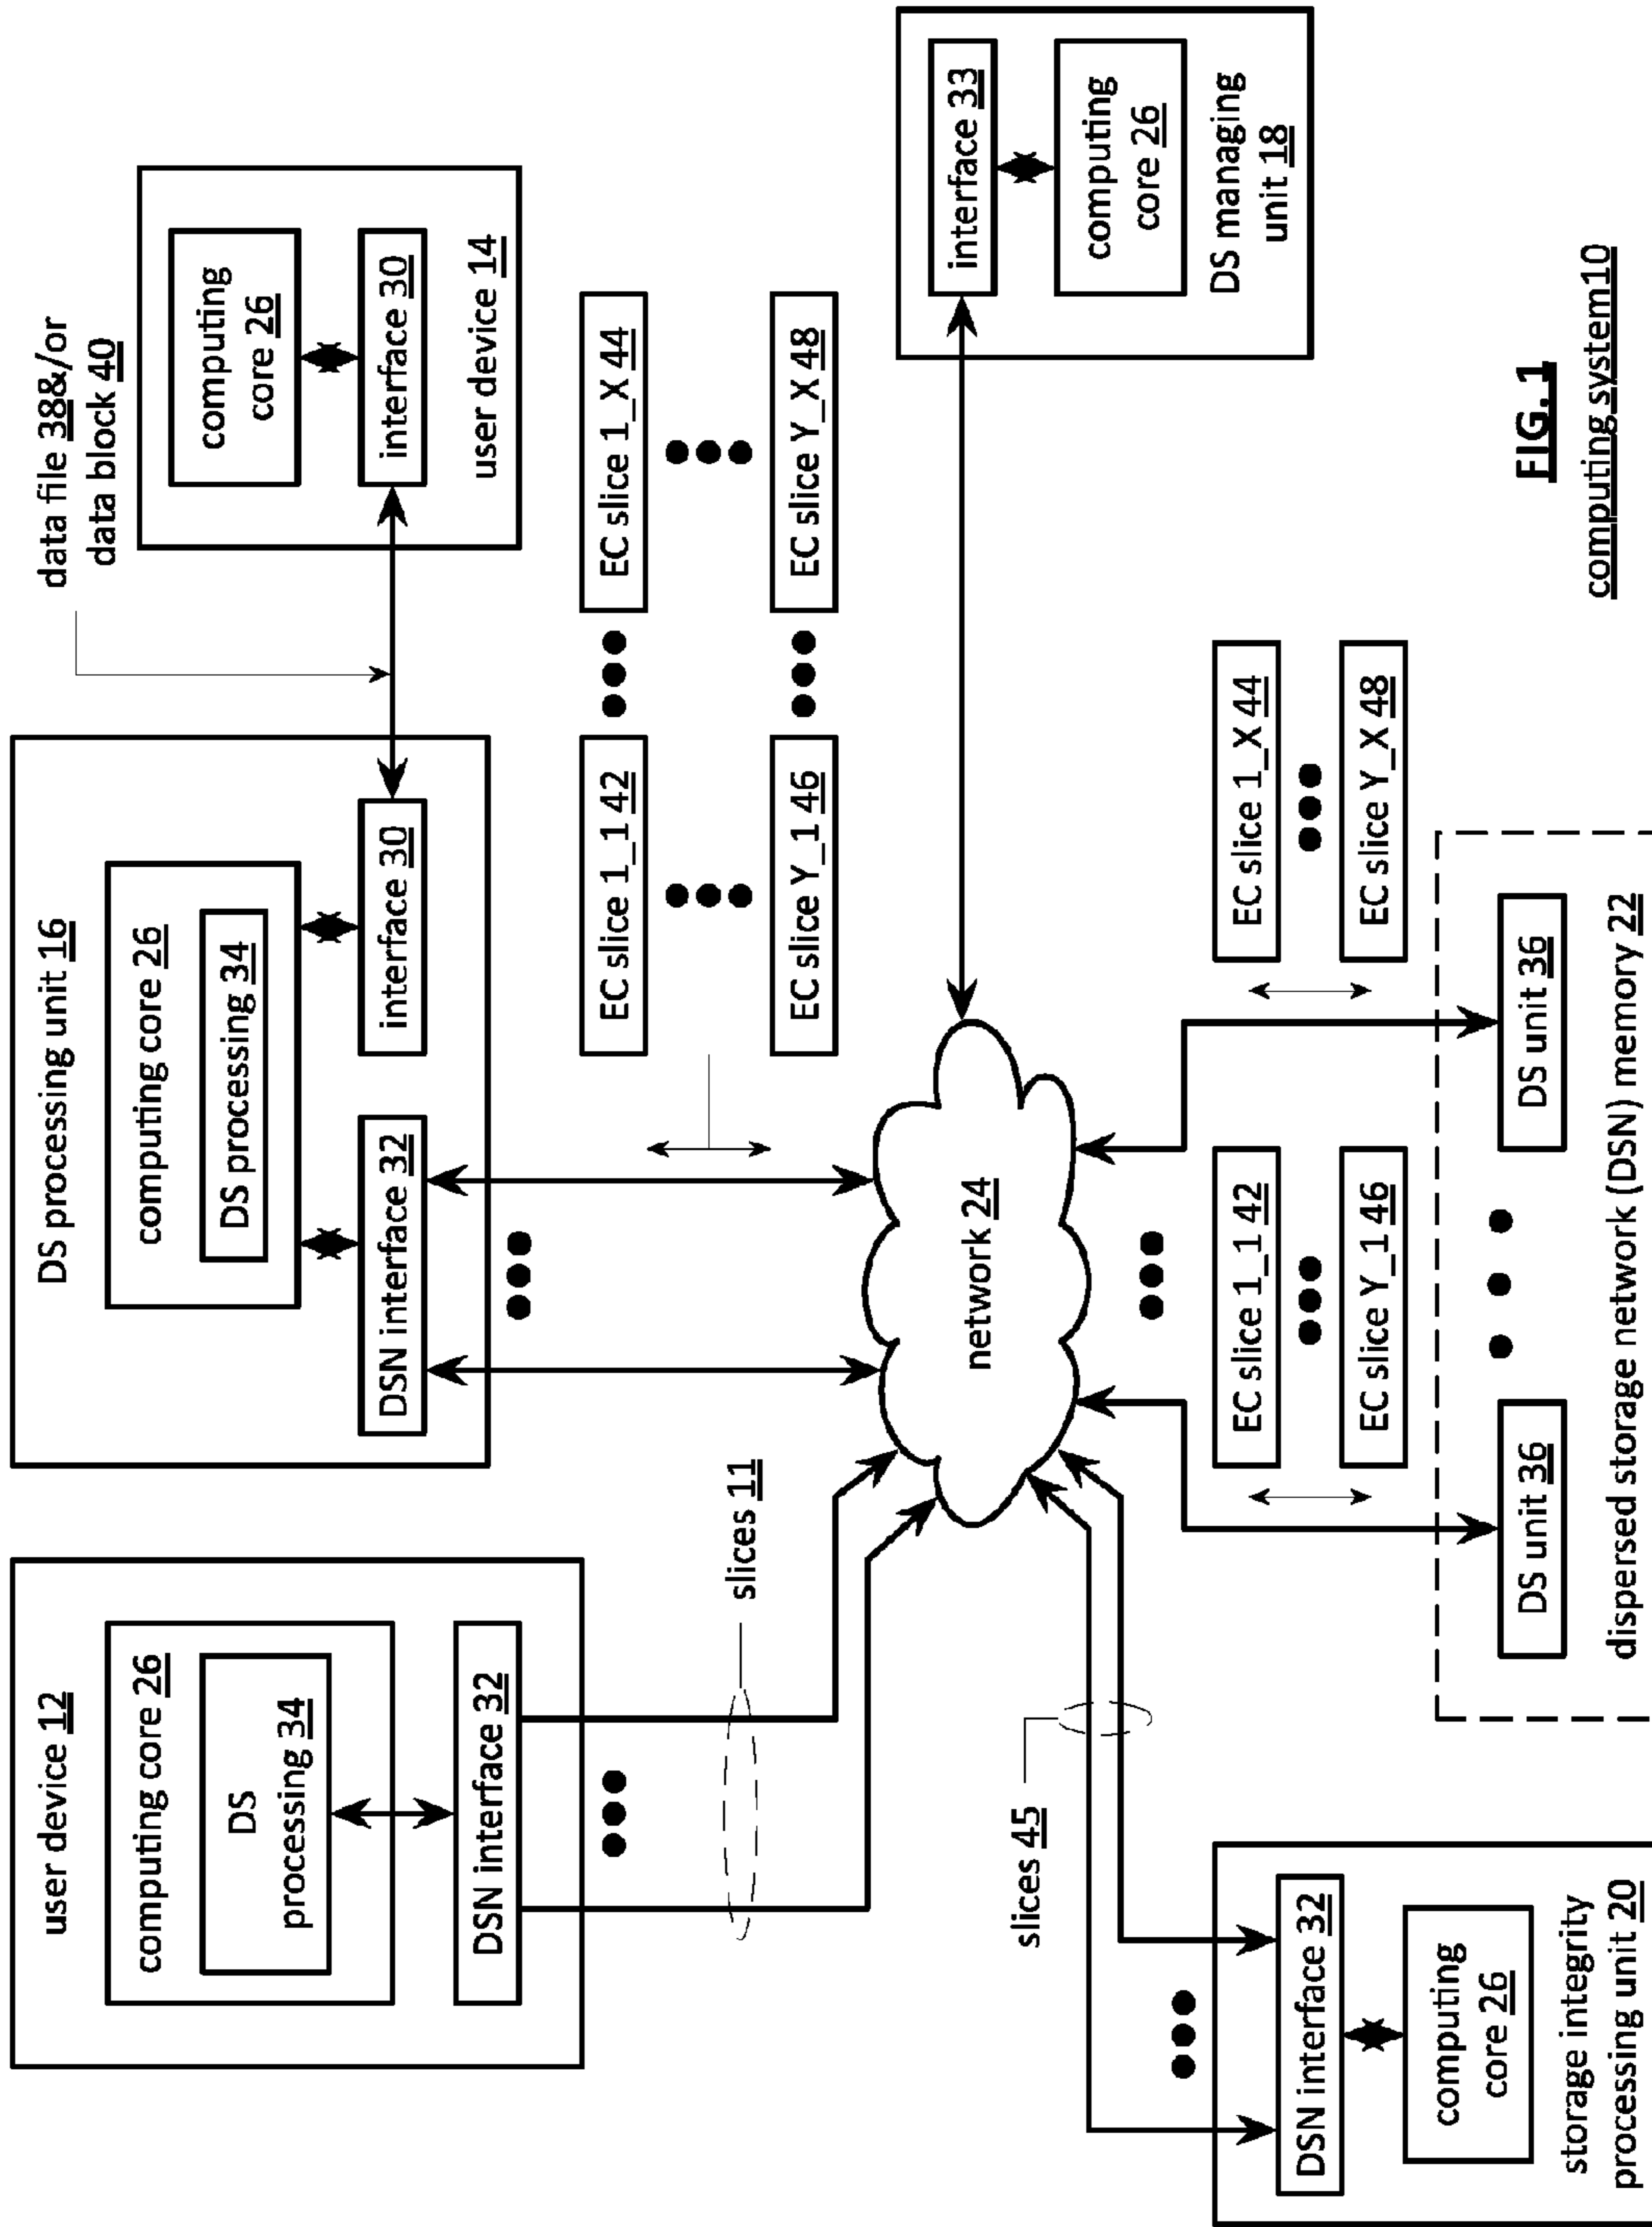 user device 12
computing core 26
DS
processing 34
DSN interface 32
slices 11
DS processing unit 16
computing core 26
DS processing 34
DSN interface 32
interface 30
data file 38&/or
data block 40
computing
core 26
interface 30
user device 14
EC slice 1_1 42
EC slice 1_X 44
EC slice Y_1 46
EC slice Y_X 48
network 24
interface 33
computing
core 26
DS managing
unit 18
slices 45
DSN interface 32
computing
core 26
storage integrity
processing unit 20
EC slice 1_1 42
EC slice 1_X 44
EC slice Y_1 46
EC slice Y_X 48
DS unit 36
DS unit 36
dispersed storage network (DSN) memory 22
FIG. 1
computing system10